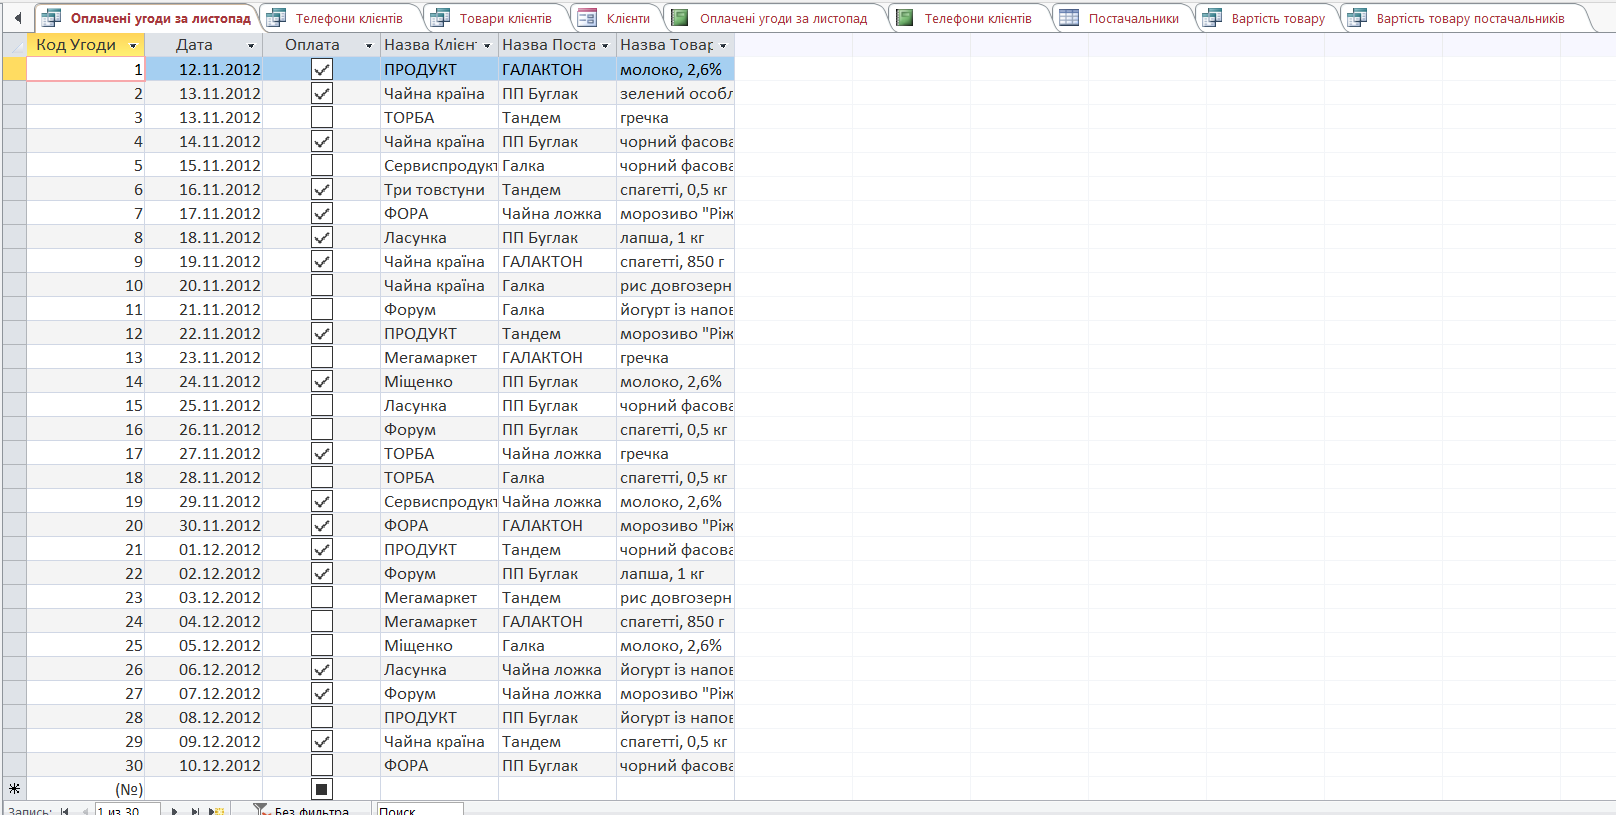 Оплачені угоди за листопад Телефони клієнтів Товари клієнтів Клієнти Оплачені угоди за листопад Телефони клієнтів Постачальники Вартість товару Вартість товару постачальників
Код Угоди Дата Оплата Назва Клієн Назва Поста Назва Товар
1 12.11.2012 ПРОДУКТ ГАЛАКТОН молоко, 2,6%
2 13.11.2012 Чайна країна ПП Буглак зелений особл
3 13.11.2012 ТОРБА Тандем гречка
4 14.11.2012 Чайна країна ПП Буглак чорний фасова
5 15.11.2012 Сервиспродукт Галка чорний фасова
6 16.11.2012 Три товстуни Тандем спагетті, 0,5 кг
7 17.11.2012 ФОРА Чайна ложка морозиво "Ріж
8 18.11.2012 Ласунка ПП Буглак лапша, 1 кг
9 19.11.2012 Чайна країна ГАЛАКТОН спагетті, 850 г
10 20.11.2012 Чайна країна Галка рис довгозерн
11 21.11.2012 Форум Галка йогурт із напов
12 22.11.2012 ПРОДУКТ Тандем морозиво "Ріж
13 23.11.2012 Мегамаркет ГАЛАКТОН гречка
14 24.11.2012 Міщенко ПП Буглак молоко, 2,6%
15 25.11.2012 Ласунка ПП Буглак чорний фасова
16 26.11.2012 Форум ПП Буглак спагетті, 0,5 кг
17 27.11.2012 ТОРБА Чайна ложка гречка
18 28.11.2012 ТОРБА Галка спагетті, 0,5 кг
19 29.11.2012 Сервиспродукт Чайна ложка молоко, 2,6%
20 30.11.2012 ФОРА ГАЛАКТОН морозиво "Ріж
21 01.12.2012 ПРОДУКТ Тандем чорний фасова
22 02.12.2012 Форум ПП Буглак лапша, 1 кг
23 03.12.2012 Мегамаркет Тандем рис довгозерн
24 04.12.2012 Мегамаркет ГАЛАКТОН спагетті, 850 г
25 05.12.2012 Міщенко Галка молоко, 2,6%
26 06.12.2012 Ласунка Чайна ложка йогурт із напов
27 07.12.2012 Форум Чайна ложка морозиво "Ріж
28 08.12.2012 ПРОДУКТ ПП Буглак йогурт із напов
29 09.12.2012 Чайна країна Тандем спагетті, 0,5 кг
30 10.12.2012 ФОРА ПП Буглак чорний фасова
(№)
Запись: 1 из 30 Без фильтра Поиск